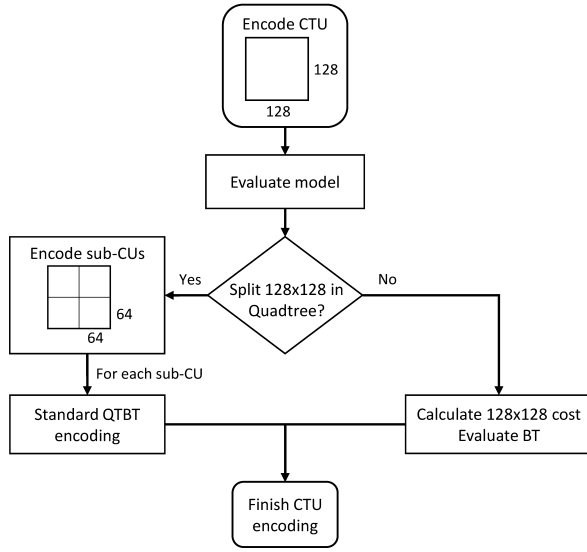 Encode CTU
128
128
Evaluate model
Split 128x128 in
Quadtree?
Yes
No
Encode sub-CUs
64
64
For each sub-CU
Standard QTBT
encoding
Calculate 128x128 cost
Evaluate BT
Finish CTU
encoding